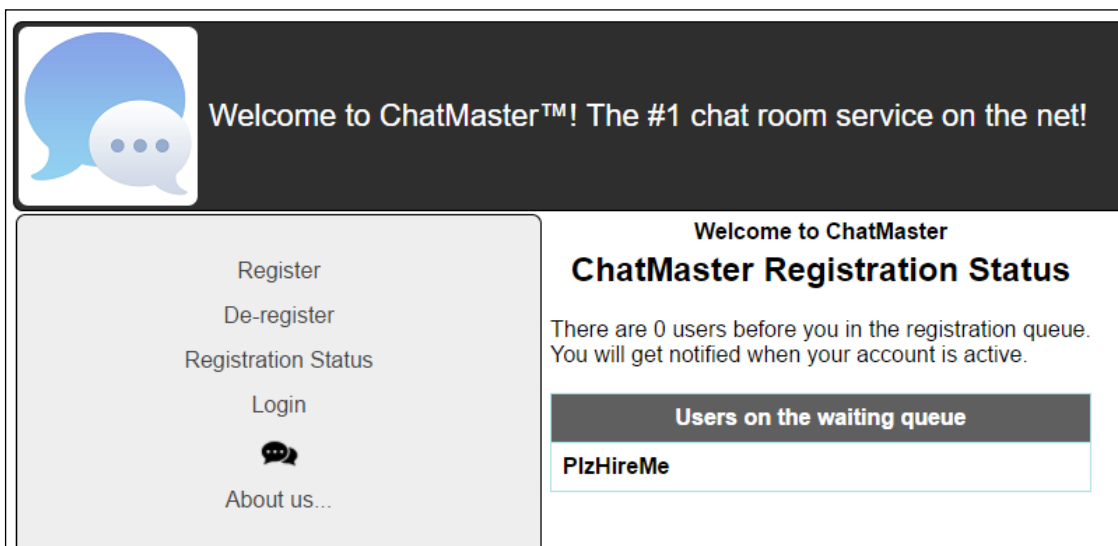 Welcome to ChatMaster™! The #1 chat room service on the net!
Register
De-register
Registration Status
Login
About us...
Welcome to ChatMaster
ChatMaster Registration Status
There are 0 users before you in the registration queue.
You will get notified when your account is active.
Users on the waiting queue
PlzHireMe